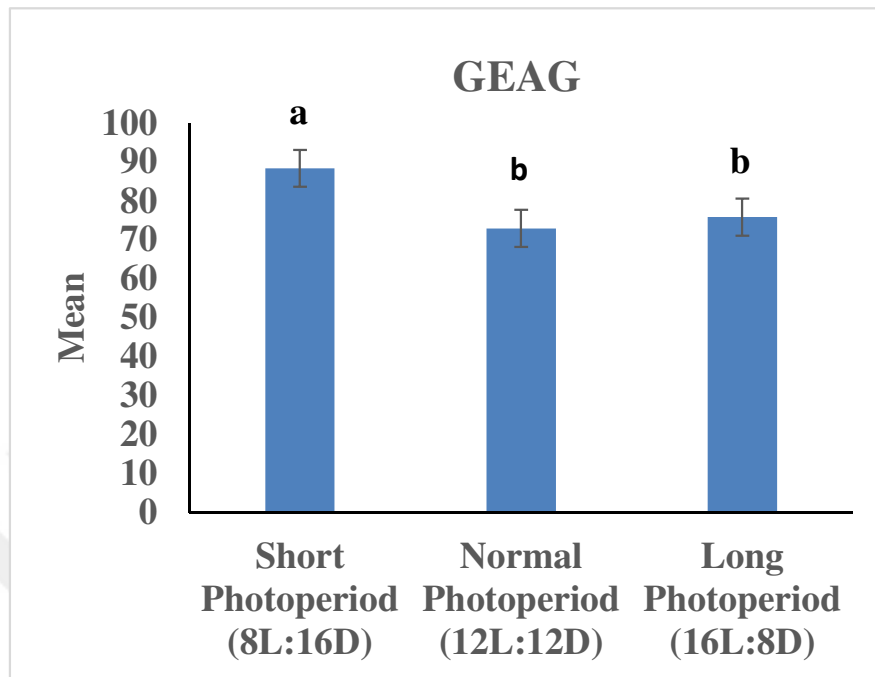 GEAG
a
b
b
Mean
100
90
80
70
60
50
40
30
20
10
0
Short Photoperiod (8L:16D)
Normal Photoperiod (12L:12D)
Long Photoperiod (16L:8D)